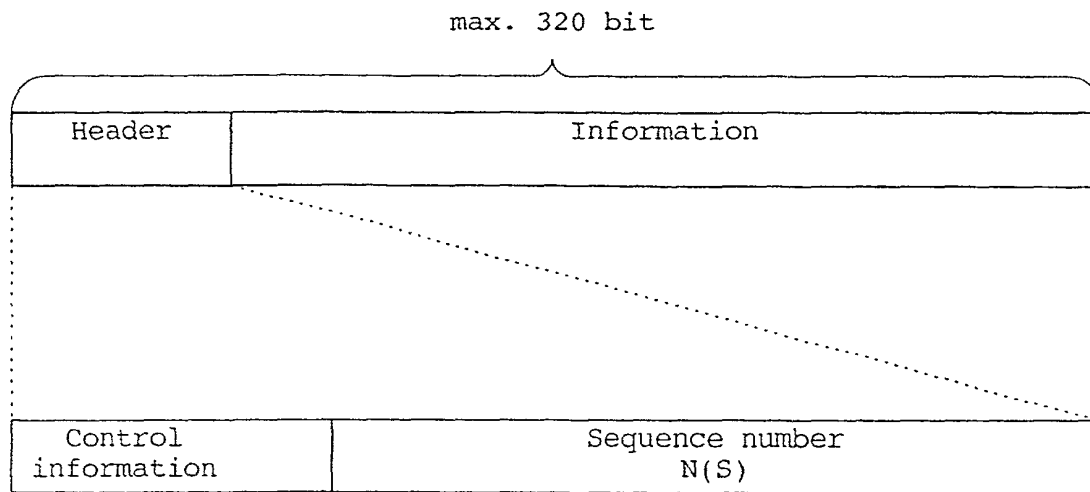 max. 320 bit
Header
Information
Control
information
Sequence number
N(S)